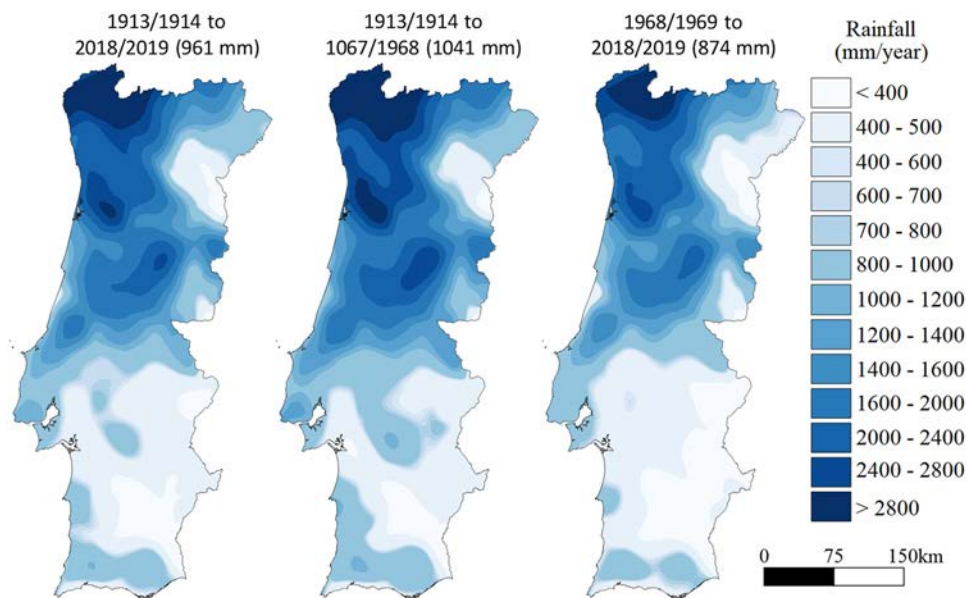 1913/1914 to
2018/2019 (961 mm)
1913/1914 to
1067/1968 (1041 mm)
1968/1969 to
2018/2019 (874 mm)
Rainfall
(mm/year)
< 400
400 - 500
400 - 600
600 - 700
700 - 800
800 - 1000
1000 - 1200
1200 - 1400
1400 - 1600
1600 - 2000
2000 - 2400
2400 - 2800
> 2800
0 75 150km